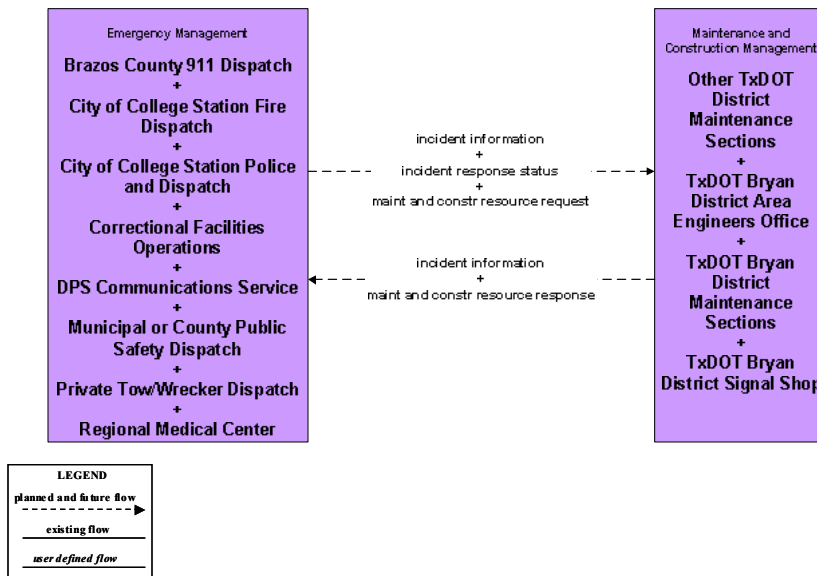 Emergency Management
Brazos County 911 Dispatch
+
City of College Station Fire
Dispatch
+
City of College Station Police
and Dispatch
+
Correctional Facilities
Operations
+
DPS Communications Service
+
Municipal or County Public
Safety Dispatch
+
Private Tow/Wrecker Dispatch
+
Regional Medical Center
incident information
+
incident response status
+
maint and constr resource request
incident information
+
maint and constr resource response
Maintenance and
Construction Management
Other TxDOT
District
Maintenance
Sections
+
TxDOT Bryan
District Area
Engineers Office
+
TxDOT Bryan
District
Maintenance
Sections
+
TxDOT Bryan
District Signal Shop
LEGEND
planned and future flow
existing flow
user defined flow